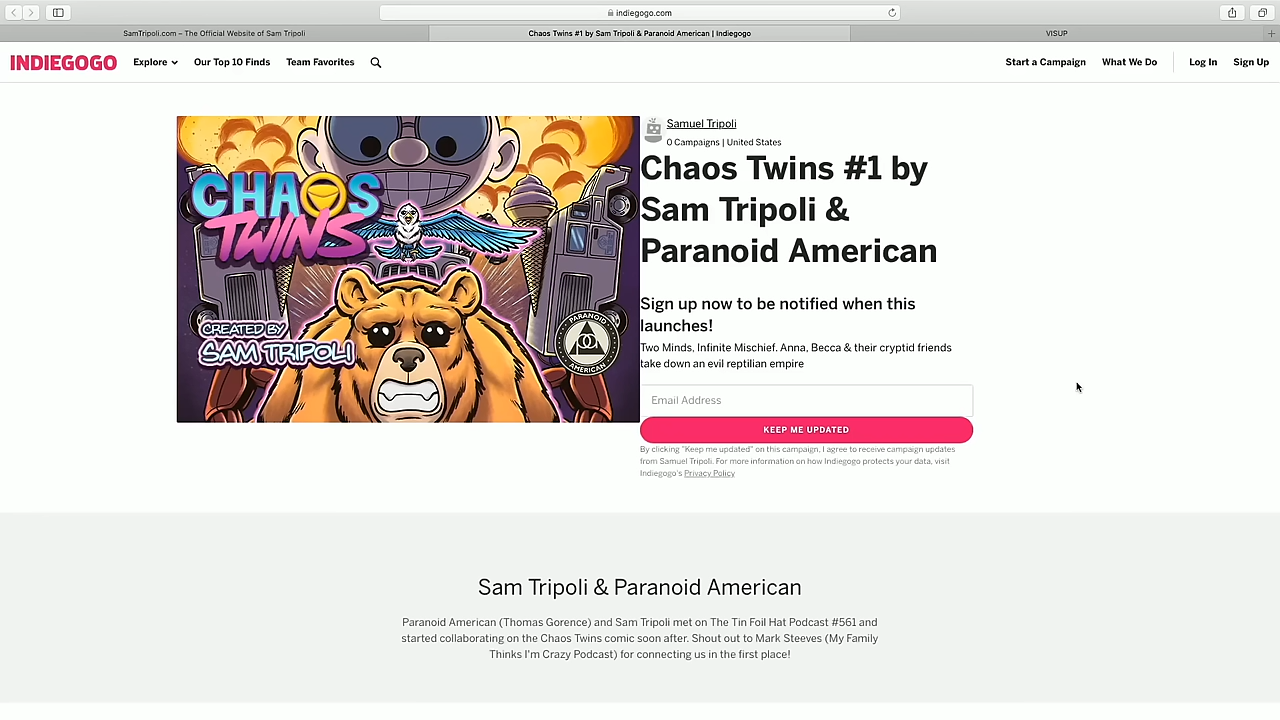 indiegogo.com
SamTripoli.com – The Official Website of Sam Tripoli
Chaos Twins #1 by Sam Tripoli & Paranoid American | Indiegogo
VISUP
INDIEGOGO
Explore
Our Top 10 Finds
Team Favorites
Start a Campaign
What We Do
Log In
Sign Up
CHAOS
TWINS
CREATED BY
SAM TRIPOLI
PARANOID
AMERICAN
Samuel Tripoli
0 Campaigns | United States
Chaos Twins #1 by
Sam Tripoli &
Paranoid American
Sign up now to be notified when this
launches!
Two Minds, Infinite Mischief. Anna, Becca & their cryptid friends
take down an evil reptilian empire
Email Address
KEEP ME UPDATED
By clicking "Keep me updated" on this campaign, I agree to receive campaign updates
from Samuel Tripoli. For more information on how Indiegogo protects your data, visit
Indiegogo's Privacy Policy
Sam Tripoli & Paranoid American
Paranoid American (Thomas Gorence) and Sam Tripoli met on The Tin Foil Hat Podcast #561 and
started collaborating on the Chaos Twins comic soon after. Shout out to Mark Steeves (My Family
Thinks I'm Crazy Podcast) for connecting us in the first place!